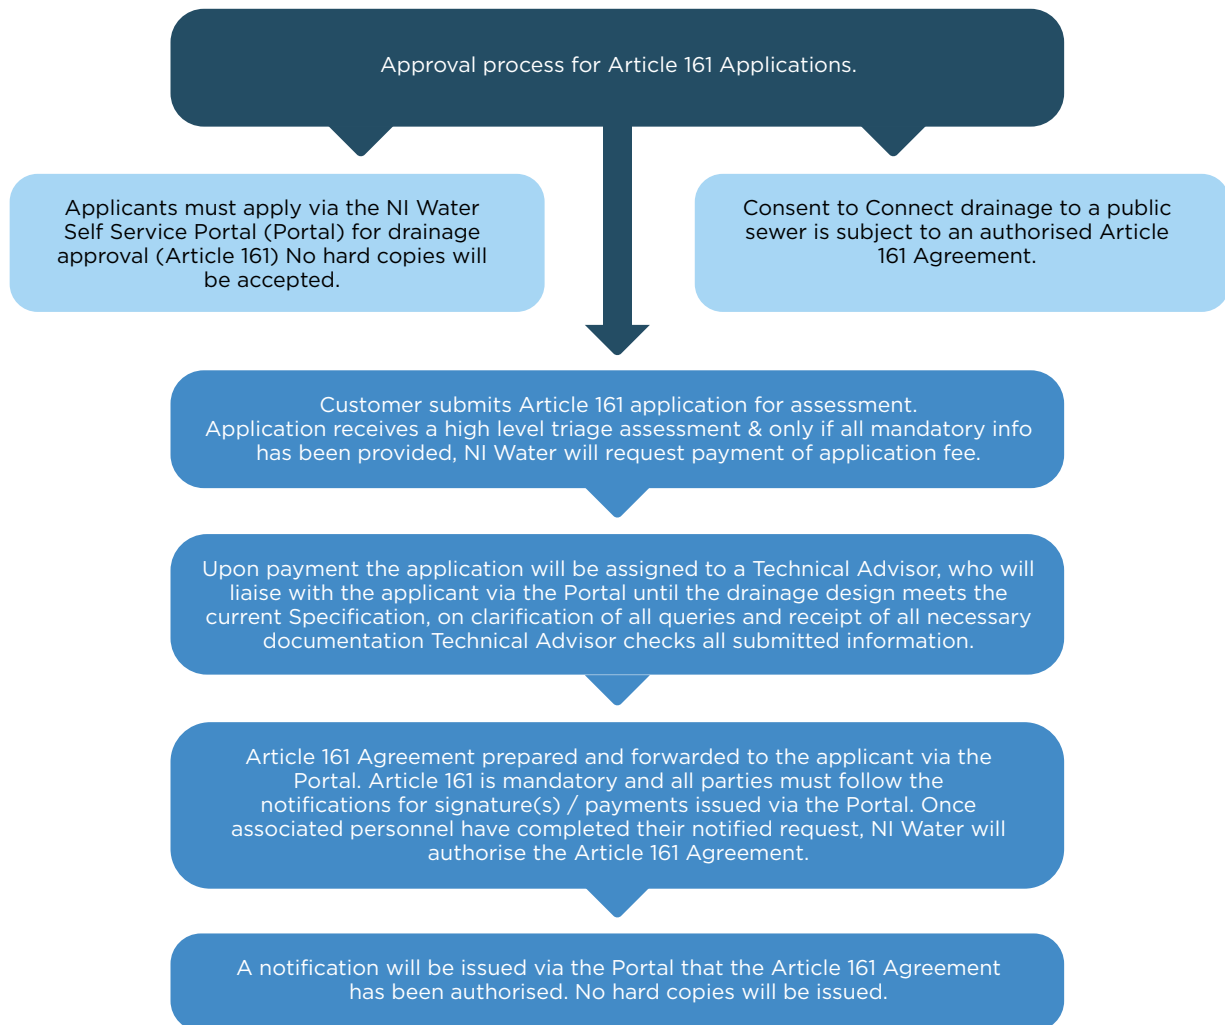 Approval process for Article 161 Applications.
Applicants must apply via the NI Water
Self Service Portal (Portal) for drainage
approval (Article 161) No hard copies will
be accepted.
Consent to Connect drainage to a public
sewer is subject to an authorised Article
161 Agreement.
Customer submits Article 161 application for assessment.
Application receives a high level triage assessment & only if all mandatory info
has been provided, NI Water will request payment of application fee.
Upon payment the application will be assigned to a Technical Advisor, who will
liaise with the applicant via the Portal until the drainage design meets the
current Specification, on clarification of all queries and receipt of all necessary
documentation Technical Advisor checks all submitted information.
Article 161 Agreement prepared and forwarded to the applicant via the
Portal. Article 161 is mandatory and all parties must follow the
notifications for signature(s) / payments issued via the Portal. Once
associated personnel have completed their notified request, NI Water will
authorise the Article 161 Agreement.
A notification will be issued via the Portal that the Article 161 Agreement
has been authorised. No hard copies will be issued.